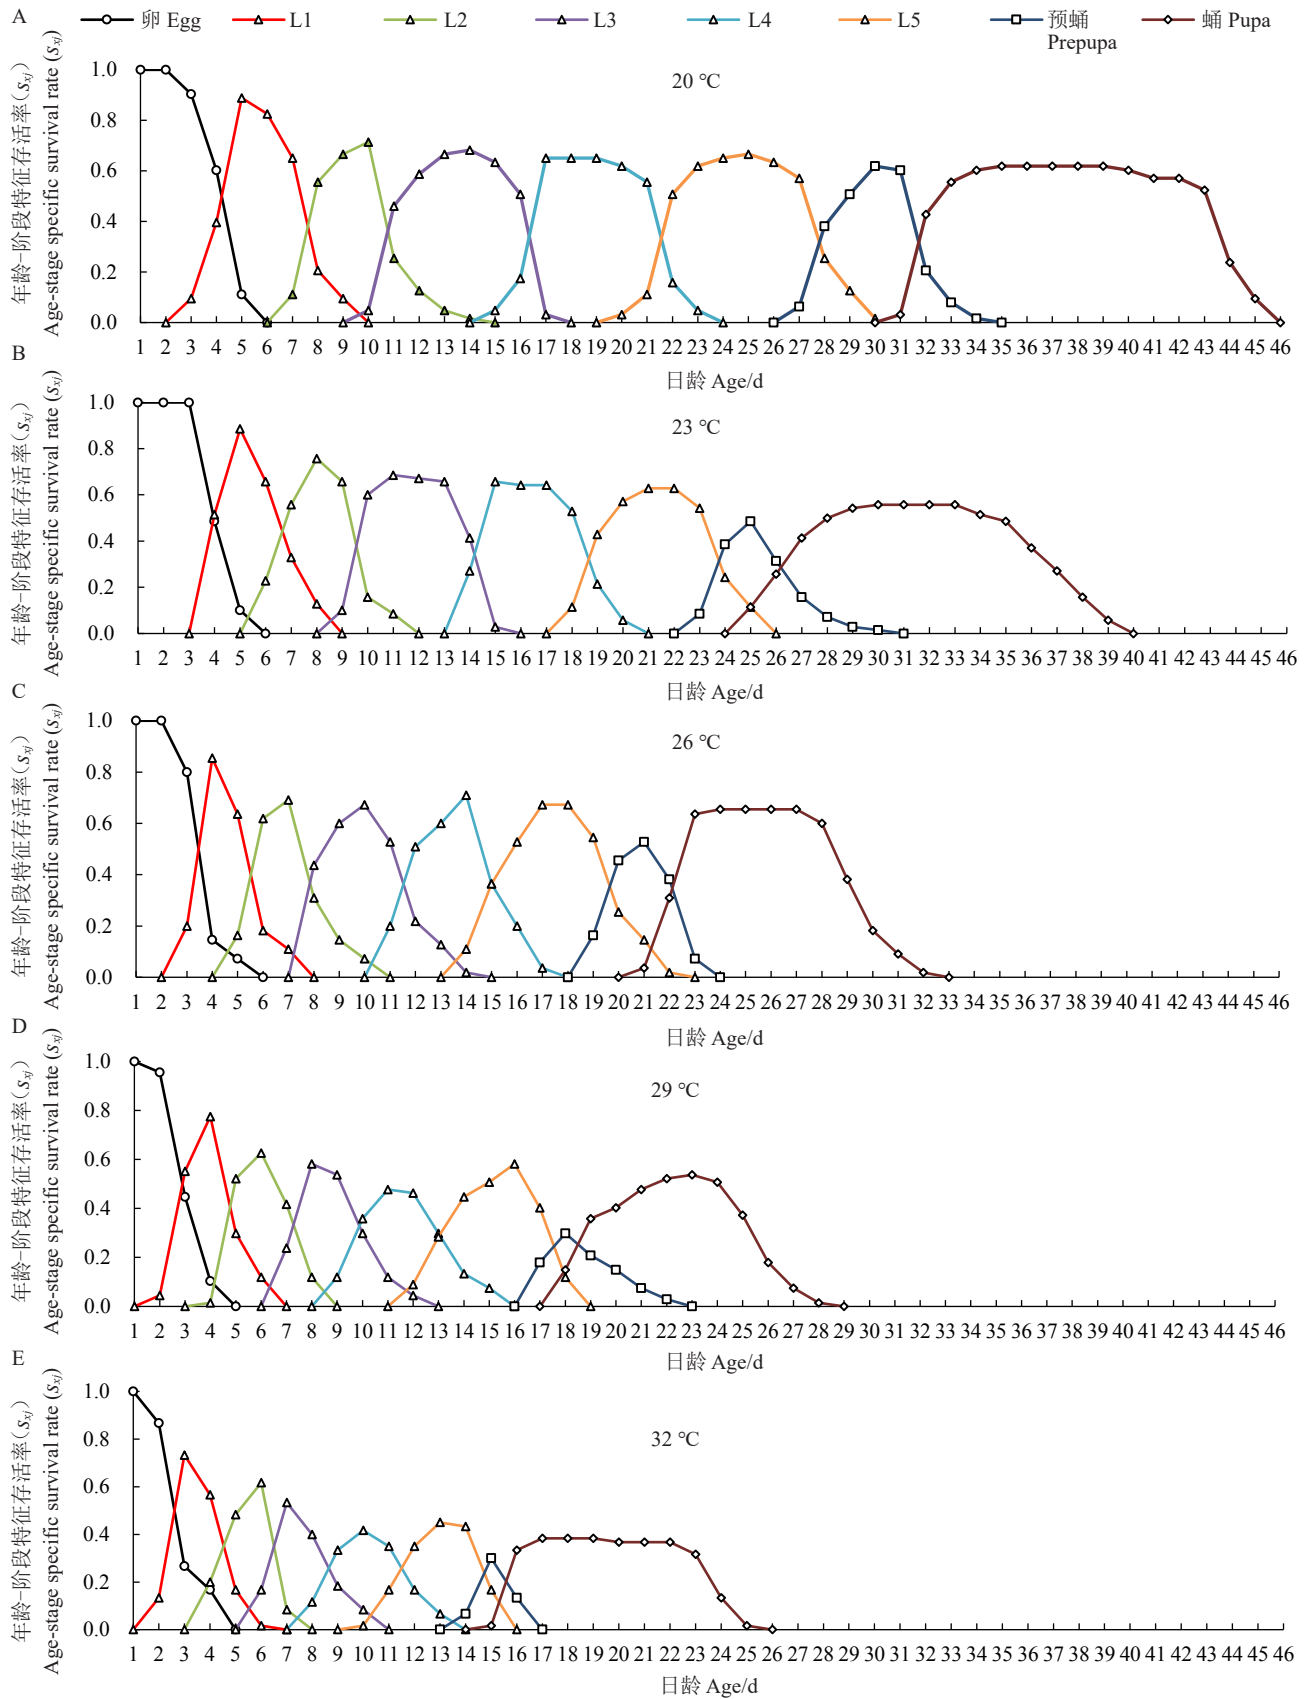 A
卵 Egg L1 L2 L3 L4 L5 预蛹 蛹 Pupa
Prepupa
年龄-阶段特征存活率(sxj)
Age-stage specific survival rate (sxj)
20 ℃
1.0
0.8
0.6
0.4
0.2
0.0
1 2 3 4 5 6 7 8 9 10 11 12 13 14 15 16 17 18 19 20 21 22 23 24 25 26 27 28 29 30 31 32 33 34 35 36 37 38 39 40 41 42 43 44 45 46
日龄 Age/d
B
年龄-阶段特征存活率(sxj)
Age-stage specific survival rate (sxj)
23 ℃
1.0
0.8
0.6
0.4
0.2
0.0
1 2 3 4 5 6 7 8 9 10 11 12 13 14 15 16 17 18 19 20 21 22 23 24 25 26 27 28 29 30 31 32 33 34 35 36 37 38 39 40 41 42 43 44 45 46
日龄 Age/d
C
年龄-阶段特征存活率(sxj)
Age-stage specific survival rate (sxj)
26 ℃
1.0
0.8
0.6
0.4
0.2
0.0
1 2 3 4 5 6 7 8 9 10 11 12 13 14 15 16 17 18 19 20 21 22 23 24 25 26 27 28 29 30 31 32 33 34 35 36 37 38 39 40 41 42 43 44 45 46
日龄 Age/d
D
年龄-阶段特征存活率(sxj)
Age-stage specific survival rate (sxj)
29 ℃
1.0
0.8
0.6
0.4
0.2
0.0
1 2 3 4 5 6 7 8 9 10 11 12 13 14 15 16 17 18 19 20 21 22 23 24 25 26 27 28 29 30 31 32 33 34 35 36 37 38 39 40 41 42 43 44 45 46
日龄 Age/d
E
年龄-阶段特征存活率(sxj)
Age-stage specific survival rate (sxj)
32 ℃
1.0
0.8
0.6
0.4
0.2
0.0
1 2 3 4 5 6 7 8 9 10 11 12 13 14 15 16 17 18 19 20 21 22 23 24 25 26 27 28 29 30 31 32 33 34 35 36 37 38 39 40 41 42 43 44 45 46
日龄 Age/d